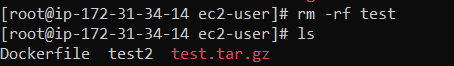 [root@ip-172-31-34-14 ec2-user]# rm -rf test
[root@ip-172-31-34-14 ec2-user]# ls
Dockerfile  test2  test.tar.gz